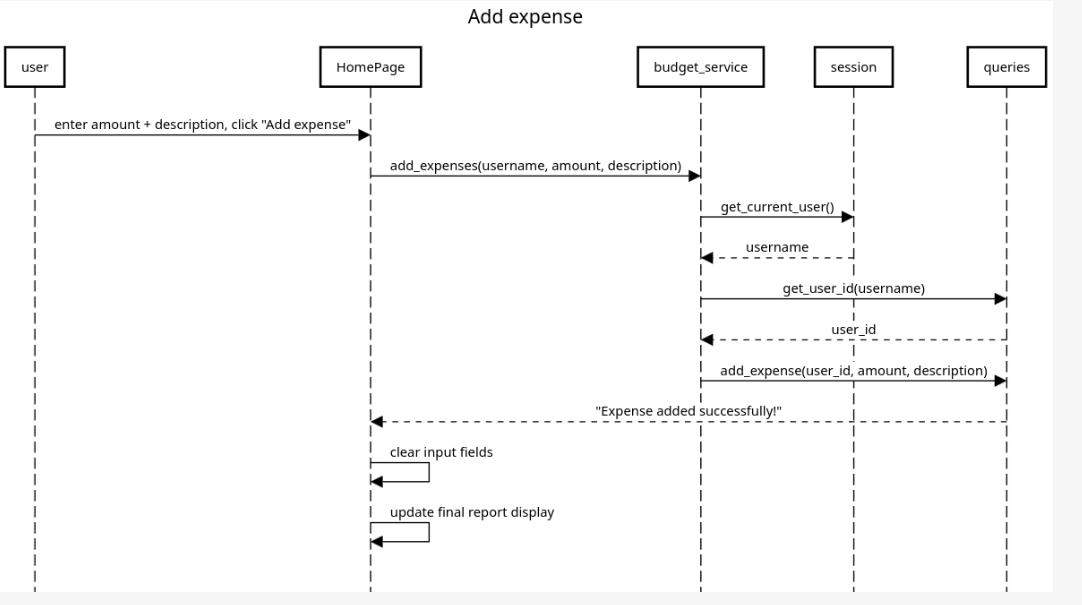 Add expense
user
HomePage
budget_service
session
queries
enter amount + description, click "Add expense"
add_expenses(username, amount, description)
get_current_user()
username
get_user_id(username)
user_id
add_expense(user_id, amount, description)
"Expense added successfully!"
clear input fields
update final report display